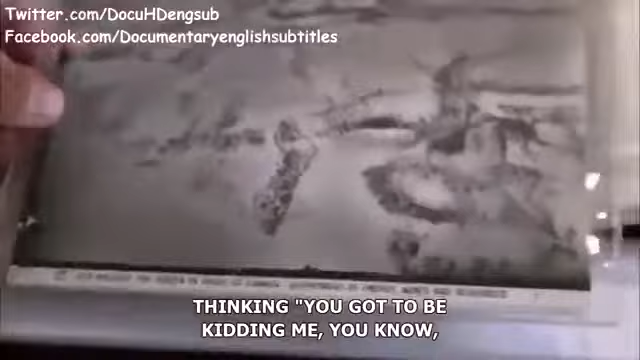 Twitter.com/DocuHDengsub
Facebook.com/Documentaryenglishsubtitles
THINKING "YOU GOT TO BE
KIDDING ME, YOU KNOW,